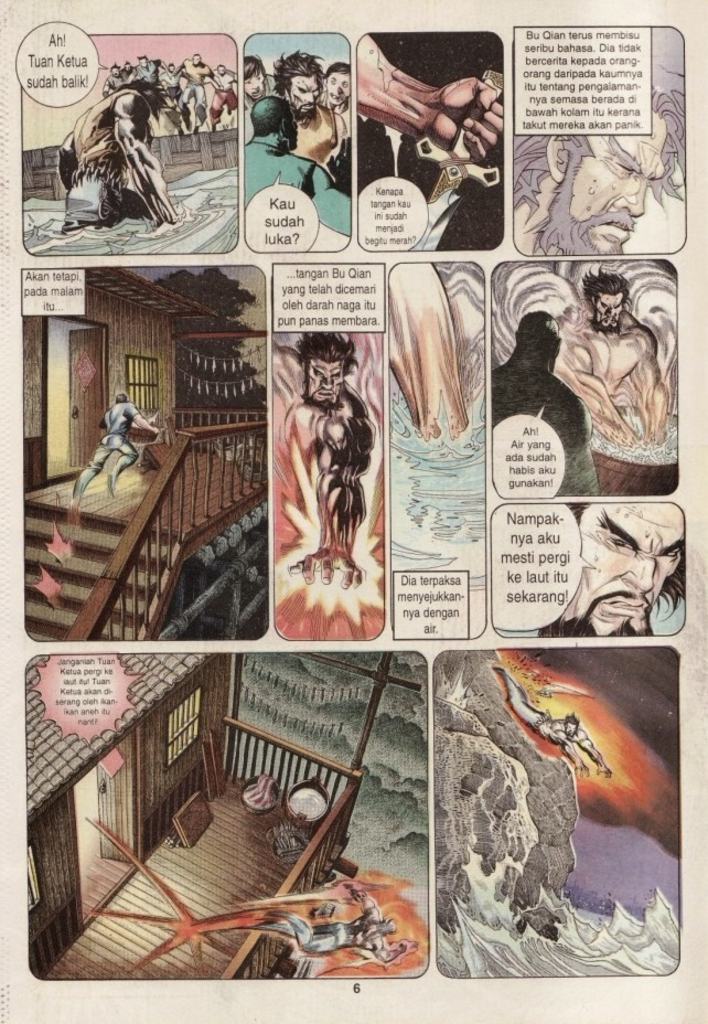 Ah!
Tuan Ketua
sudah balik!
Kau
sudah
luka?
Kenapa
tangan kau
ini sudah
menjadi
begitu merah?
Bu Qian terus membisu
seribu bahasa. Dia tidak
bercerita kepada orang-
orang daripada kaumnya
itu tentang pengalaman-
nya semasa berada di
bawah kolam itu kerana
takut mereka akan panik.
Akan tetapi,
pada malam
itu...
...tangan Bu Qian
yang telah dicemari
oleh darah naga itu
pun panas membara.
Dia terpaksa
menyejukkan-
nya dengan
air.
Ah!
Air yang
ada sudah
habis aku
gunakan!
Nampak-
nya aku
mesti pergi
ke laut itu
sekarang!
Janganlah Tuan
Ketua pergi ke
laut itu! Tuan
Ketua akan di-
serang oleh ikan-
ikan aneh itu
nanti!
6